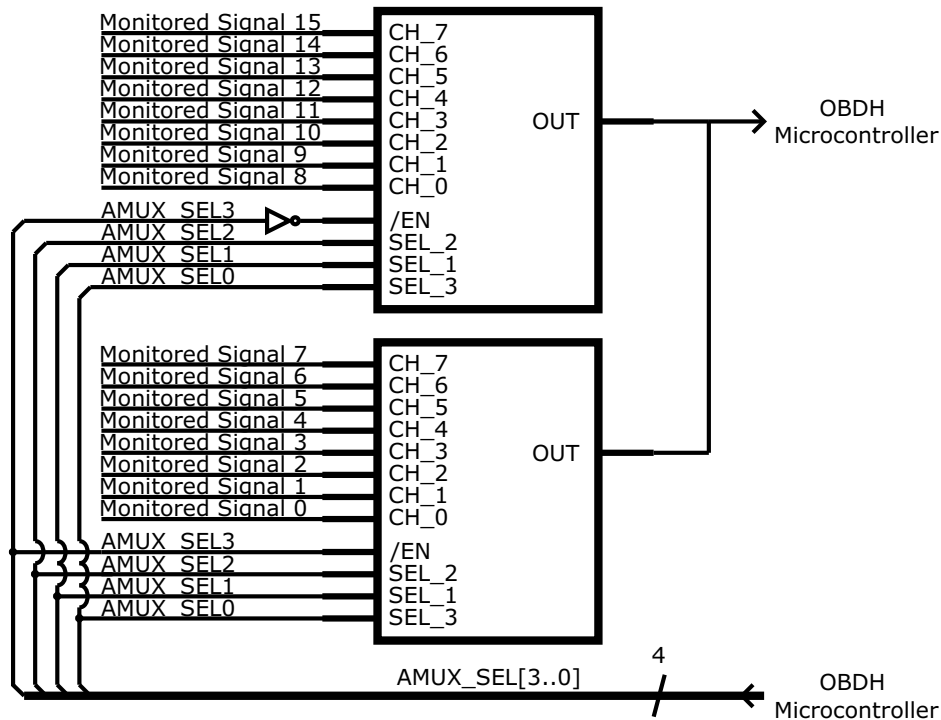 Monitored Signal 15
Monitored Signal 14
Monitored Signal 13
Monitored Signal 12
Monitored Signal 11
Monitored Signal 10
Monitored Signal 9
Monitored Signal 8
AMUX_SEL3
AMUX_SEL2
AMUX_SEL1
AMUX_SEL0
CH_7
CH_6
CH_5
CH_4
CH_3
CH_2
CH_1
CH_0
/EN
SEL_2
SEL_1
SEL_3
OUT
OBDH
Microcontroller
Monitored Signal 7
Monitored Signal 6
Monitored Signal 5
Monitored Signal 4
Monitored Signal 3
Monitored Signal 2
Monitored Signal 1
Monitored Signal 0
AMUX_SEL3
AMUX_SEL2
AMUX_SEL1
AMUX_SEL0
CH_7
CH_6
CH_5
CH_4
CH_3
CH_2
CH_1
CH_0
/EN
SEL_2
SEL_1
SEL_3
OUT
AMUX_SEL[3..0]
4
OBDH
Microcontroller